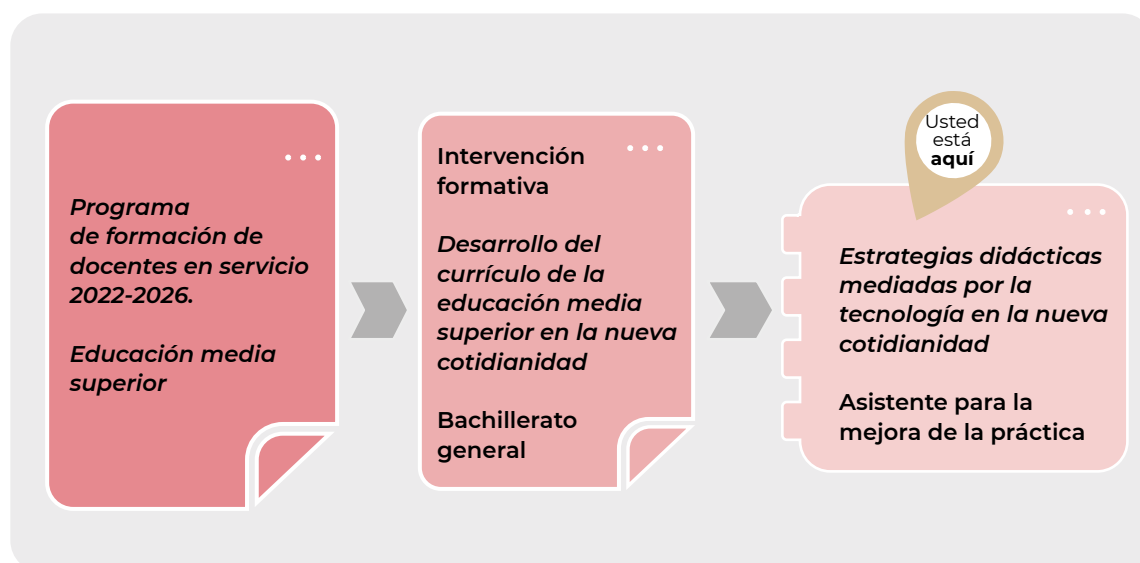 Programa
de formación de
docentes en servicio
2022-2026.
Educación media
superior
Intervención
formativa
Desarrollo del
currículo de la
educación media
superior en la nueva
cotidianidad
Bachillerato
general
Usted
está
aquí
Estrategias didácticas
mediadas por la
tecnología en la nueva
cotidianidad
Asistente para la
mejora de la práctica